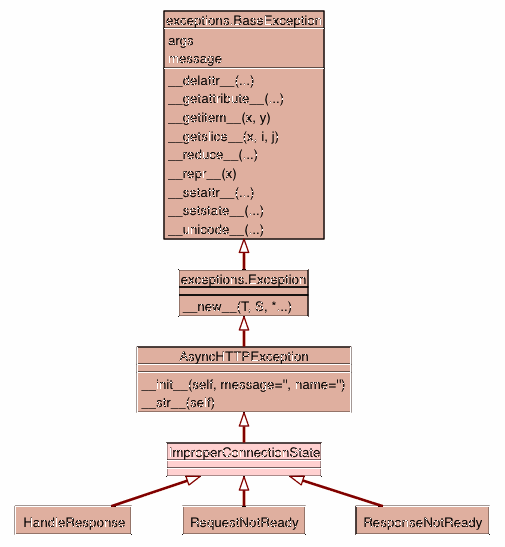 exceptions.BaseException
args
message
__delattr__(...)
__getattribute__(...)
__getitem__(x, y)
__getslice__(x, i, j)
__reduce__(...)
__repr__(x)
__setattr__(...)
__setstate__(...)
__unicode__(...)
exceptions.Exception
__new__(T, S, *...)
AsyncHTTPException
__init__(self, message='', name='')
__str__(self)
ImproperConnectionState
HandleResponse
RequestNotReady
ResponseNotReady